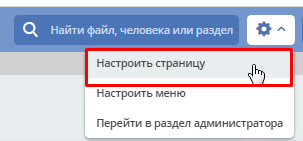 Найти файл, человека или раздел
Настроить страницу
Настроить меню
Перейти в раздел администратора